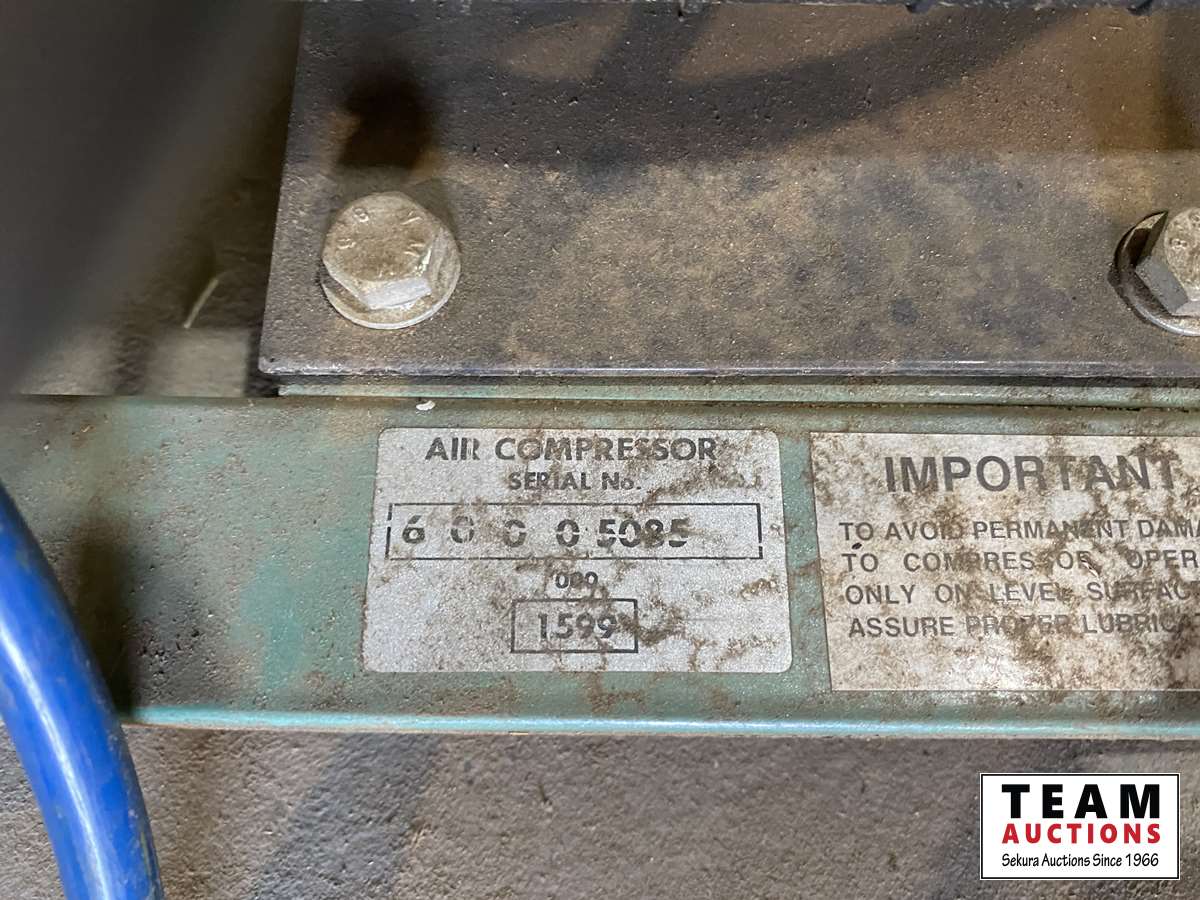 AIR COMPRESSOR
SERIAL No.
6 0 0 0 5085
1599
IMPORTANT
TO AVOID PERMANENT DAM
TO COMPRESSOR OPER
ONLY ON LEVEL SURFAC
ASSURE PROPER LUBRICA
TEAM
AUCTIONS
Sekura Auctions Since 1966